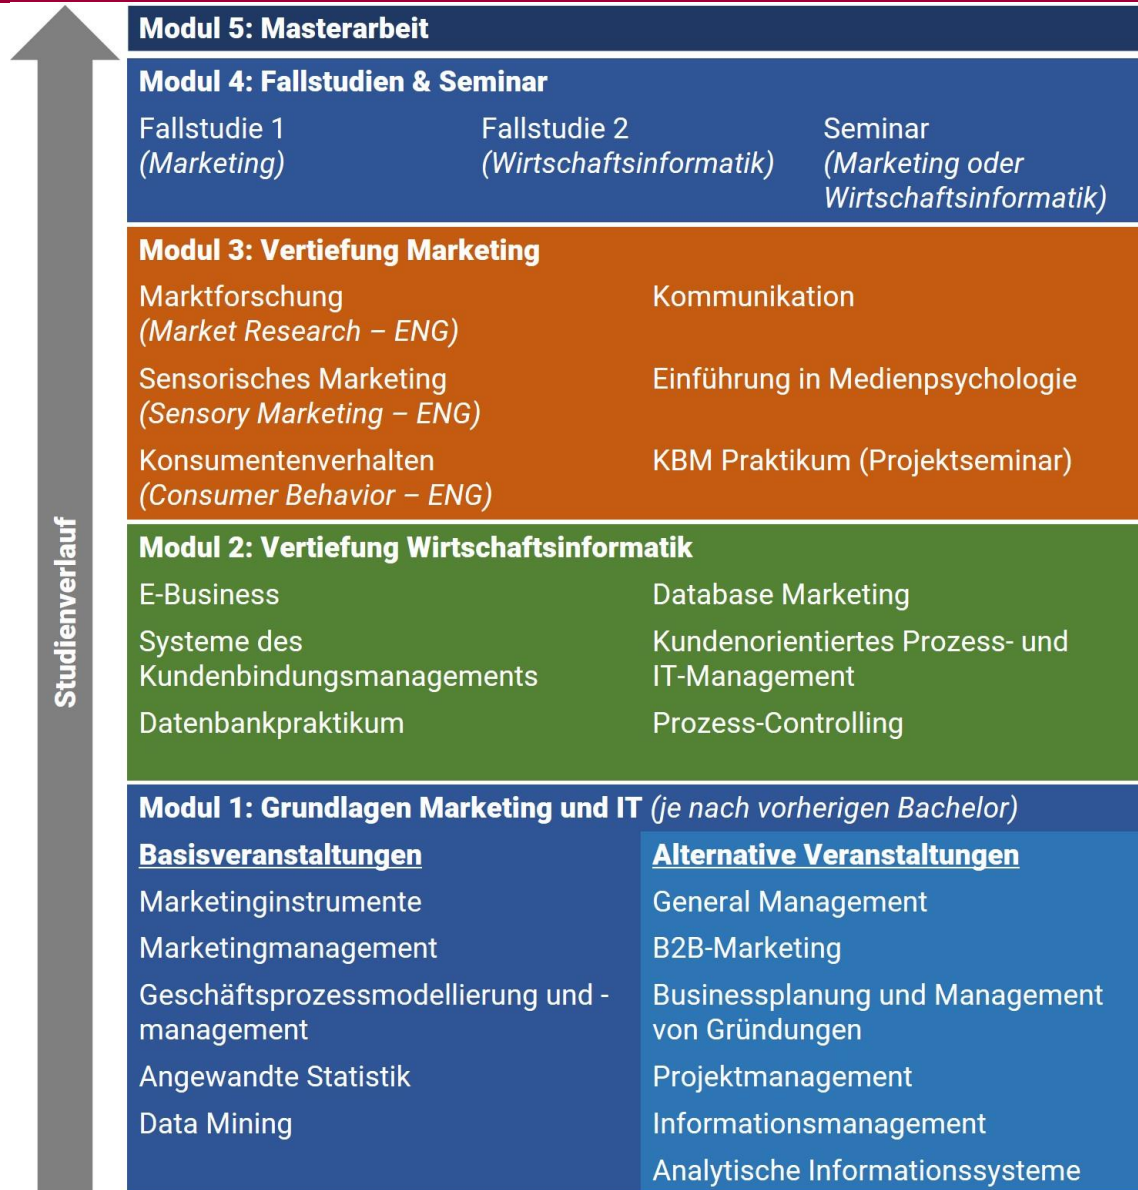 Modul 5: Masterarbeit
Modul 4: Fallstudien & Seminar
Fallstudie 1
(Marketing)
Fallstudie 2
(Wirtschaftsinformatik)
Seminar
(Marketing oder
Wirtschaftsinformatik)
Modul 3: Vertiefung Marketing
Marktforschung
(Market Research – ENG)
Kommunikation
Sensorisches Marketing
(Sensory Marketing – ENG)
Einführung in Medienpsychologie
Konsumentenverhalten
(Consumer Behavior – ENG)
KBM Praktikum (Projektseminar)
Modul 2: Vertiefung Wirtschaftsinformatik
E-Business
Database Marketing
Systeme des
Kundenbindungsmanagements
Kundenorientiertes Prozess- und
IT-Management
Datenbankpraktikum
Prozess-Controlling
Modul 1: Grundlagen Marketing und IT (je nach vorherigen Bachelor)
Basisveranstaltungen
Marketinginstrumente
Marketingmanagement
Geschäftsprozessmodellierung und -
management
Angewandte Statistik
Data Mining
Alternative Veranstaltungen
General Management
B2B-Marketing
Businessplanung und Management
von Gründungen
Projektmanagement
Informationsmanagement
Analytische Informationssysteme
Studienverlauf